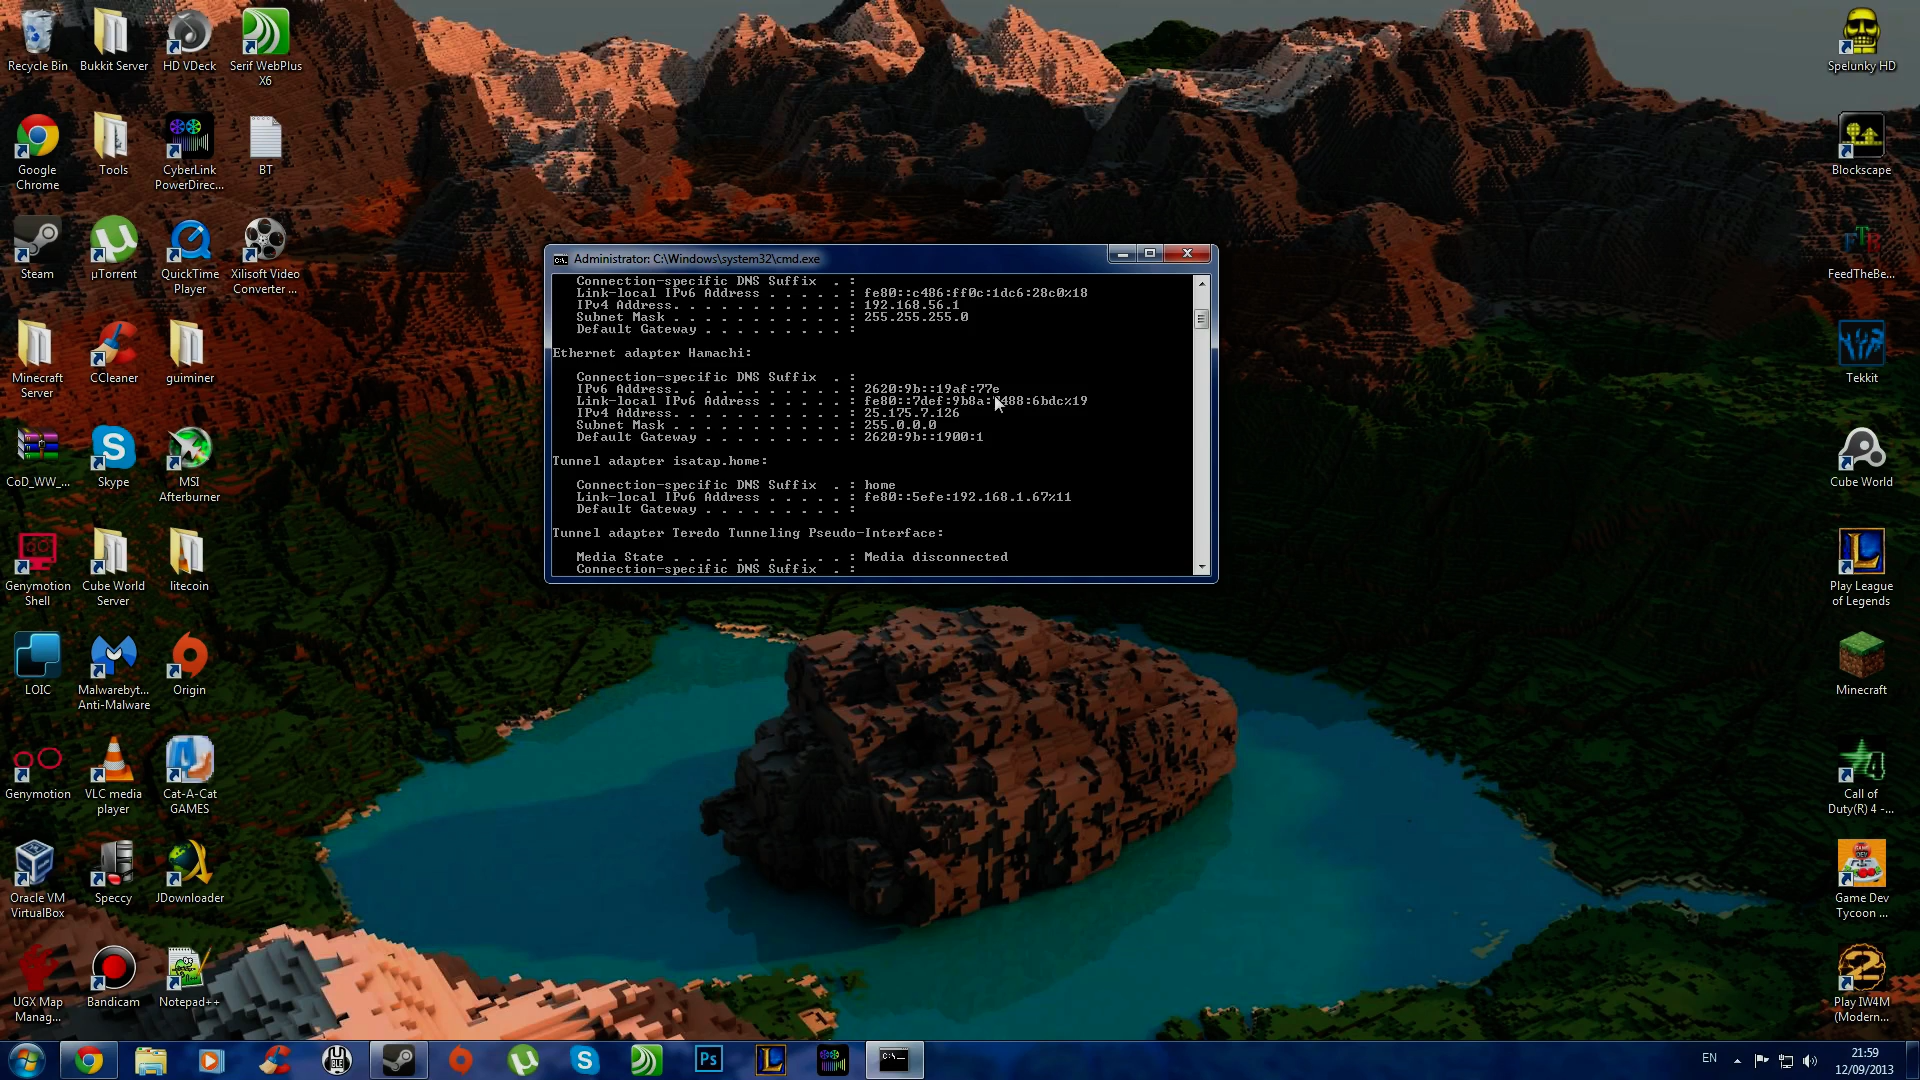 Recycle Bin
Bukkit Server
HD VDeck
Serif WebPlus
X6
Google
Chrome
Tools
CyberLink
PowerDirec...
BT
Steam
µTorrent
QuickTime
Player
Xilisoft Video
Converter ...
Minecraft
Server
CCleaner
guiminer
CoD_WW_...
Skype
MSI
Afterburner
Genymotion
Shell
Cube World
Server
litecoin
LOIC
Malwarebyt...
Anti-Malware
Origin
Genymotion
VLC media
player
Cat-A-Cat
GAMES
Oracle VM
VirtualBox
Speccy
JDownloader
UGX Map
Manag...
Bandicam
Notepad++
Administrator: C:\Windows\system32\cmd.exe
Connection-specific DNS Suffix . :
Link-local IPv6 Address . . . . . : fe80::c486:ff0c:1dc6:28c0%18
IPv4 Address. . . . . . . . . . . : 192.168.56.1
Subnet Mask . . . . . . . . . . . : 255.255.255.0
Default Gateway . . . . . . . . . :
Ethernet adapter Hamachi:
Connection-specific DNS Suffix . :
IPv6 Address. . . . . . . . . . . : 2620:9b::19af:77e
Link-local IPv6 Address . . . . . : fe80::7def:9b8a: 488:6bdc%19
IPv4 Address. . . . . . . . . . . : 25.175.7.126
Subnet Mask . . . . . . . . . . . : 255.0.0.0
Default Gateway . . . . . . . . . : 2620:9b::1900:1
Tunnel adapter isatap.home:
Connection-specific DNS Suffix . : home
Link-local IPv6 Address . . . . . : fe80::5efe:192.168.1.67%11
Default Gateway . . . . . . . . . :
Tunnel adapter Teredo Tunneling Pseudo-Interface:
Media State . . . . . . . . . . . : Media disconnected
Connection-specific DNS Suffix . :
Spelunky HD
Blockscape
FTB
FeedTheBe...
Tekkit
Cube World
Play League
of Legends
Minecraft
Call of
Duty(R) 4 -...
Game Dev
Tycoon ...
Play IW4M
(Modern...
Ps
EN
21:59
12/09/2013